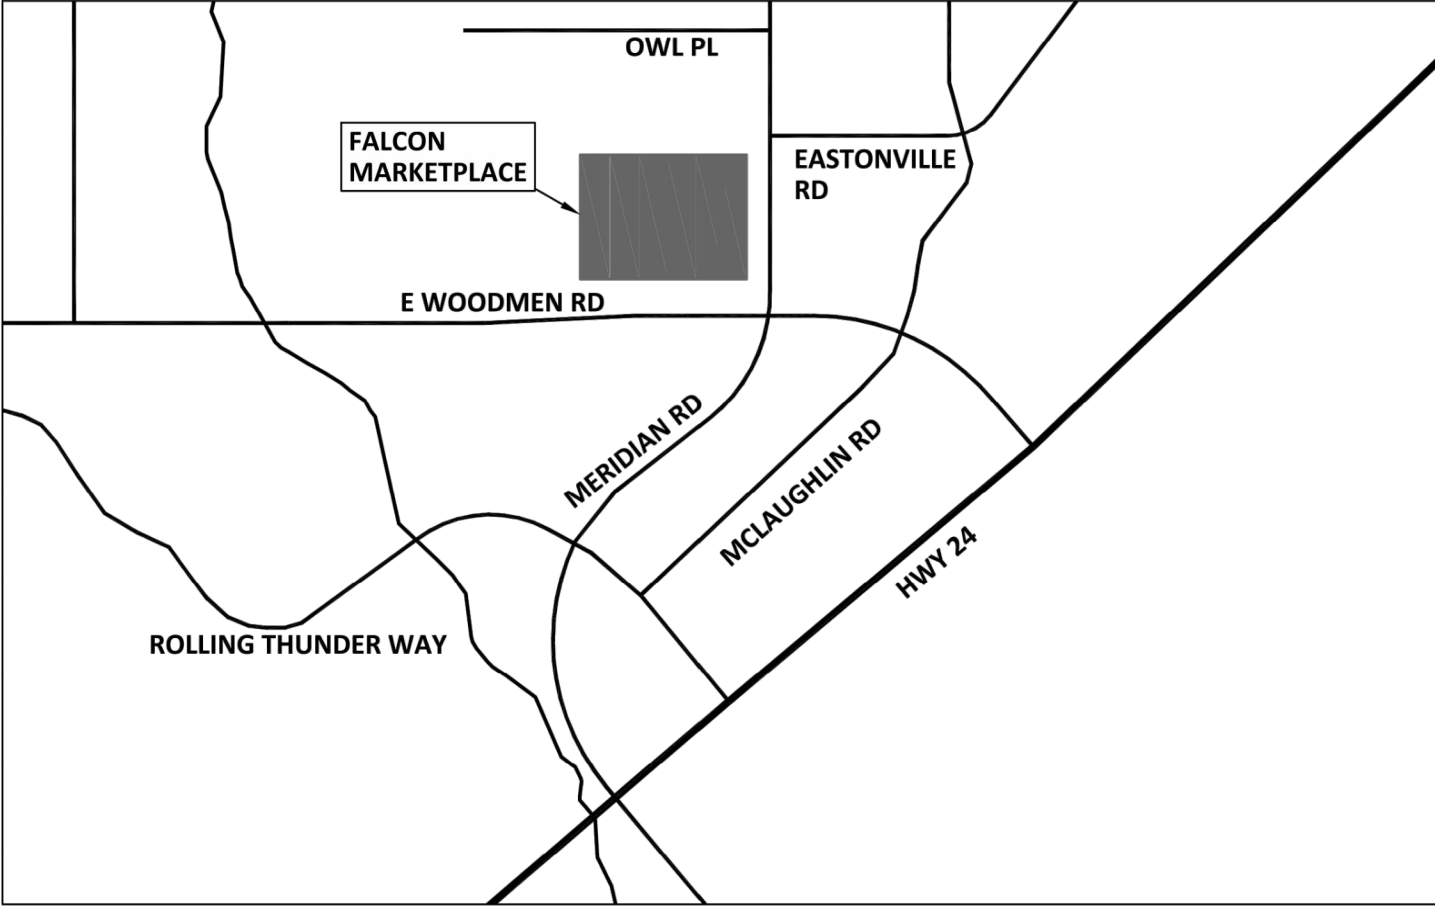 OWL PL
FALCON
MARKETPLACE
EASTONVILLE
RD
E WOODMEN RD
MERIDIAN RD
MCLAUGHLIN RD
HWY 24
ROLLING THUNDER WAY